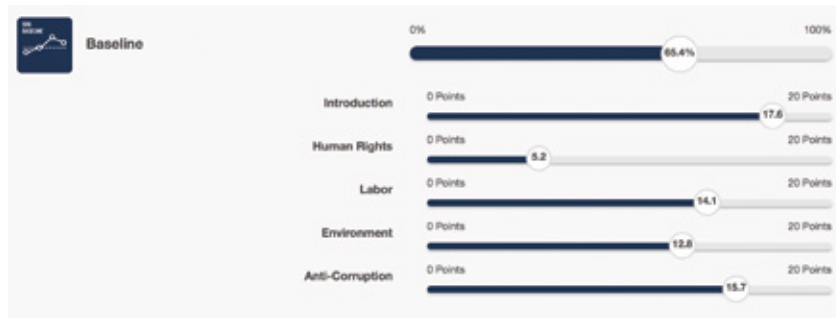 Baseline
0% 100%
65.4%
Introduction 0 Points 20 Points
17.6
Human Rights 0 Points 20 Points
5.2
Labor 0 Points 20 Points
14.1
Environment 0 Points 20 Points
12.8
Anti-Corruption 0 Points 20 Points
15.7